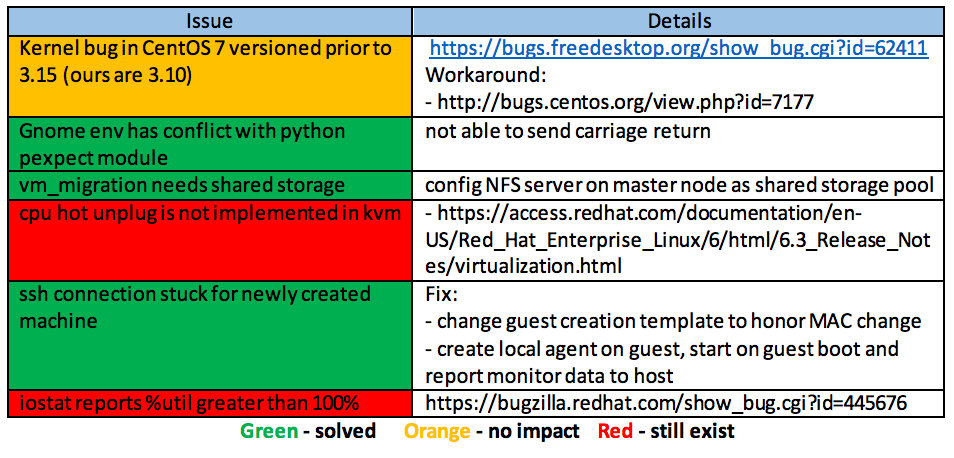 Issue
Details
Kernel bug in CentOS 7 versioned prior to
3.15 (ours are 3.10)
https://bugs.freedesktop.org/show_bug.cgi?id=62411
Workaround:
- http://bugs.centos.org/view.php?id=7177
Gnome env has conflict with python
pexpect module
not able to send carriage return
vm_migration needs shared storage
config NFS server on master node as shared storage pool
cpu hot unplug is not implemented in kvm
- https://access.redhat.com/documentation/en-
US/Red_Hat_Enterprise_Linux/6/html/6.3_Release_Not
es/virtualization.html
ssh connection stuck for newly created
machine
Fix:
- change guest creation template to honor MAC change
- create local agent on guest, start on guest boot and
report monitor data to host
iostat reports %util greater than 100%
https://bugzilla.redhat.com/show_bug.cgi?id=445676
Green - solved Orange - no impact Red - still exist